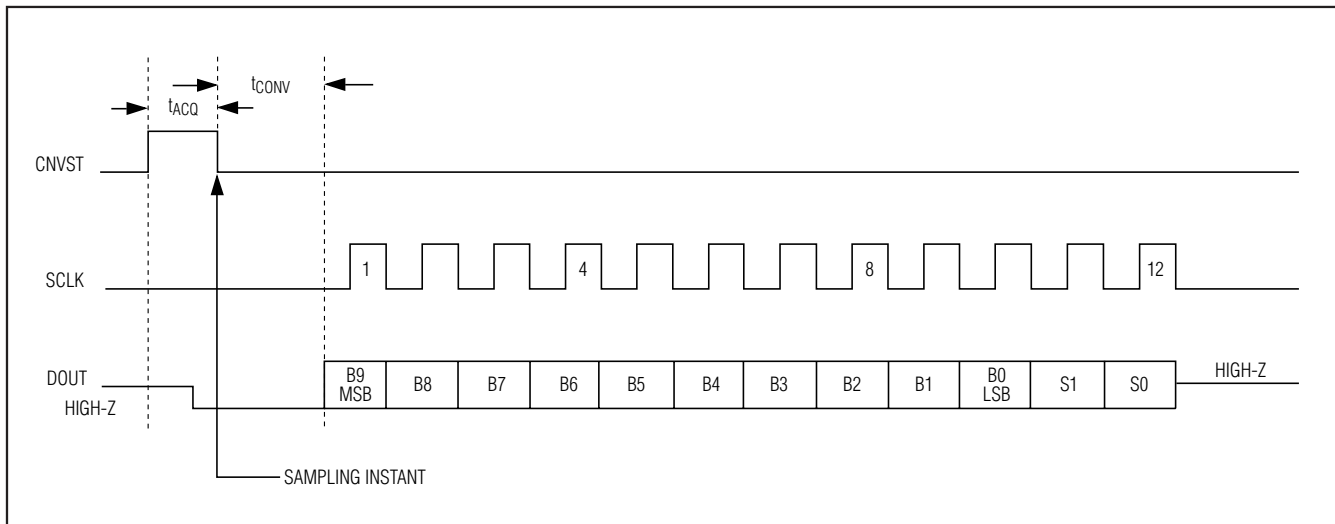 tCONV
tACQ
CNVST
SCLK
1
4
8
12
DOUT
HIGH-Z
B9
MSB
B8
B7
B6
B5
B4
B3
B2
B1
B0
LSB
S1
S0
HIGH-Z
SAMPLING INSTANT